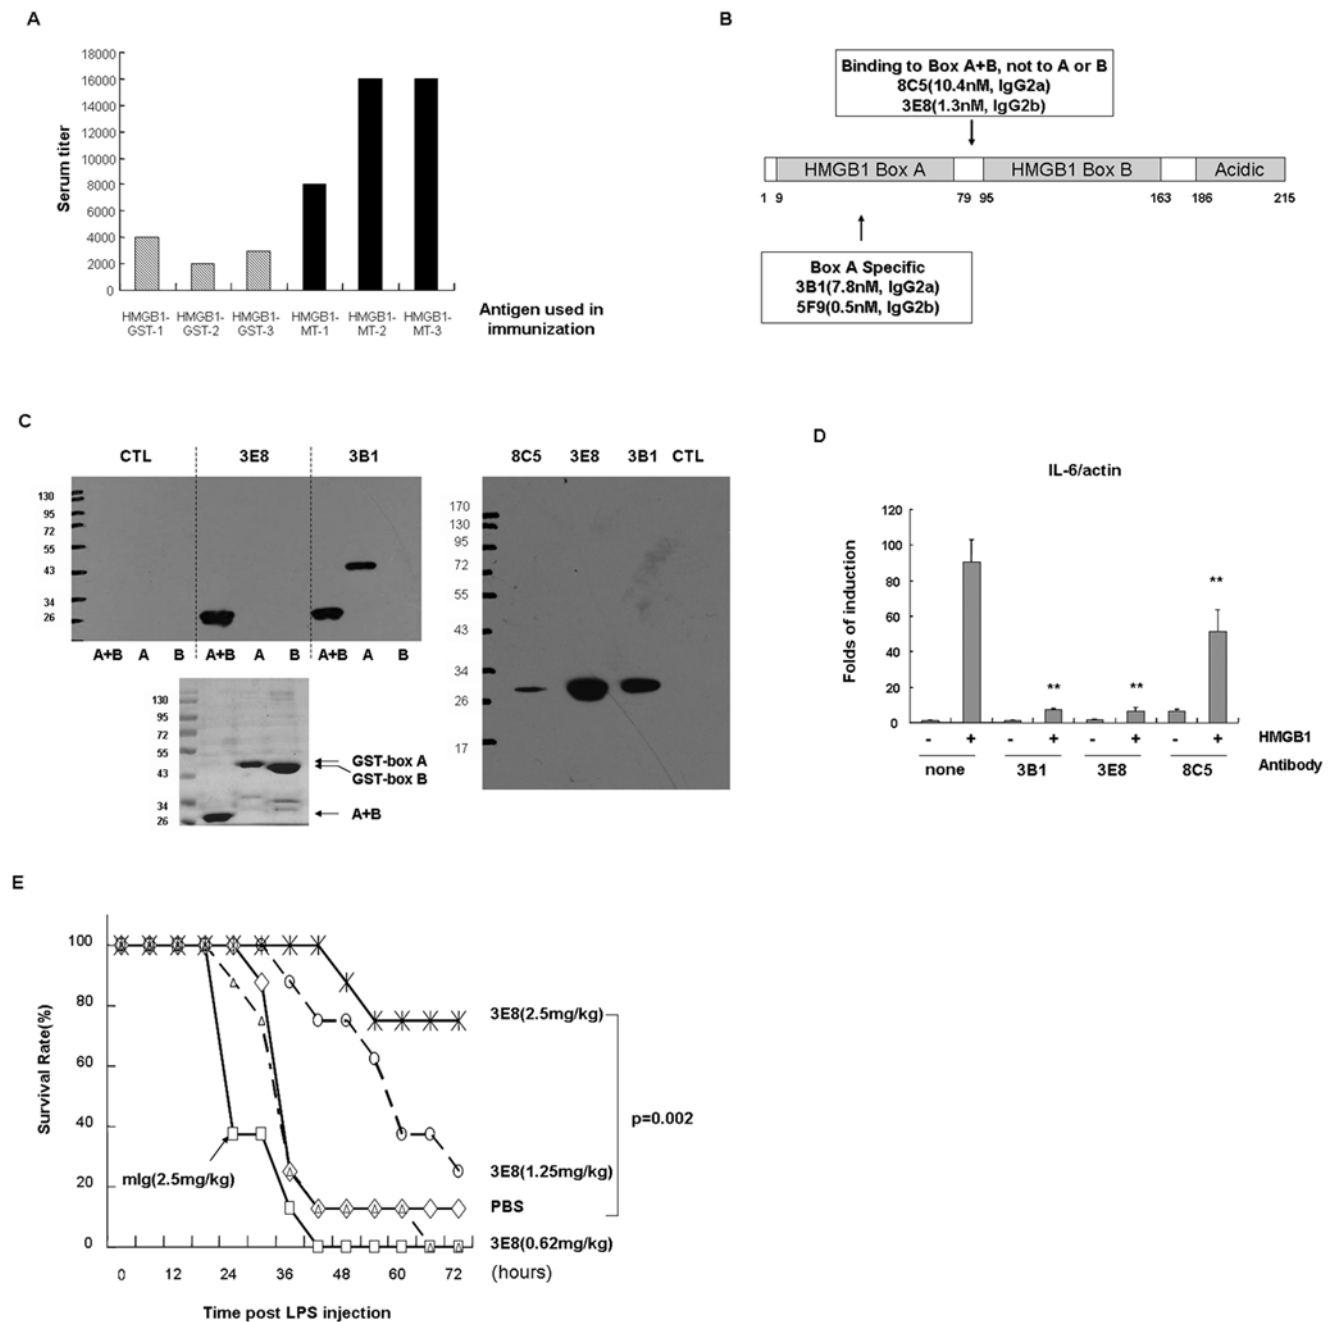 A
18000
16000
14000
12000
10000
8000
6000
4000
2000
0
Serum titer
HMGB1-GST-1
HMGB1-GST-2
HMGB1-GST-3
HMGB1-MT-1
HMGB1-MT-2
HMGB1-MT-3
Antigen used in
immunization
B
Binding to Box A+B, not to A or B
8C5(10.4nM, IgG2a)
3E8(1.3nM, IgG2b)
HMGB1 Box A
HMGB1 Box B
Acidic
1 9 79 95 163 186 215
Box A Specific
3B1(7.8nM, IgG2a)
5F9(0.5nM, IgG2b)
C
CTL 3E8 3B1
130
95
72
55
43
34
26
A+B A B A+B A B A+B A B
130
95
72
55
43
34
26
GST-box A
GST-box B
A+B
8C5 3E8 3B1 CTL
170
130
95
72
55
43
34
26
17
D
IL-6/actin
120
100
80
60
40
20
0
Folds of induction
**
**
**
- + - + - + - + HMGB1
none 3B1 3E8 8C5 Antibody
E
100
80
60
40
20
0
Survival Rate(%)
mIg(2.5mg/kg)
3E8(2.5mg/kg)
p=0.002
3E8(1.25mg/kg)
PBS
3E8(0.62mg/kg)
0 12 24 36 48 60 72 (hours)
Time post LPS injection